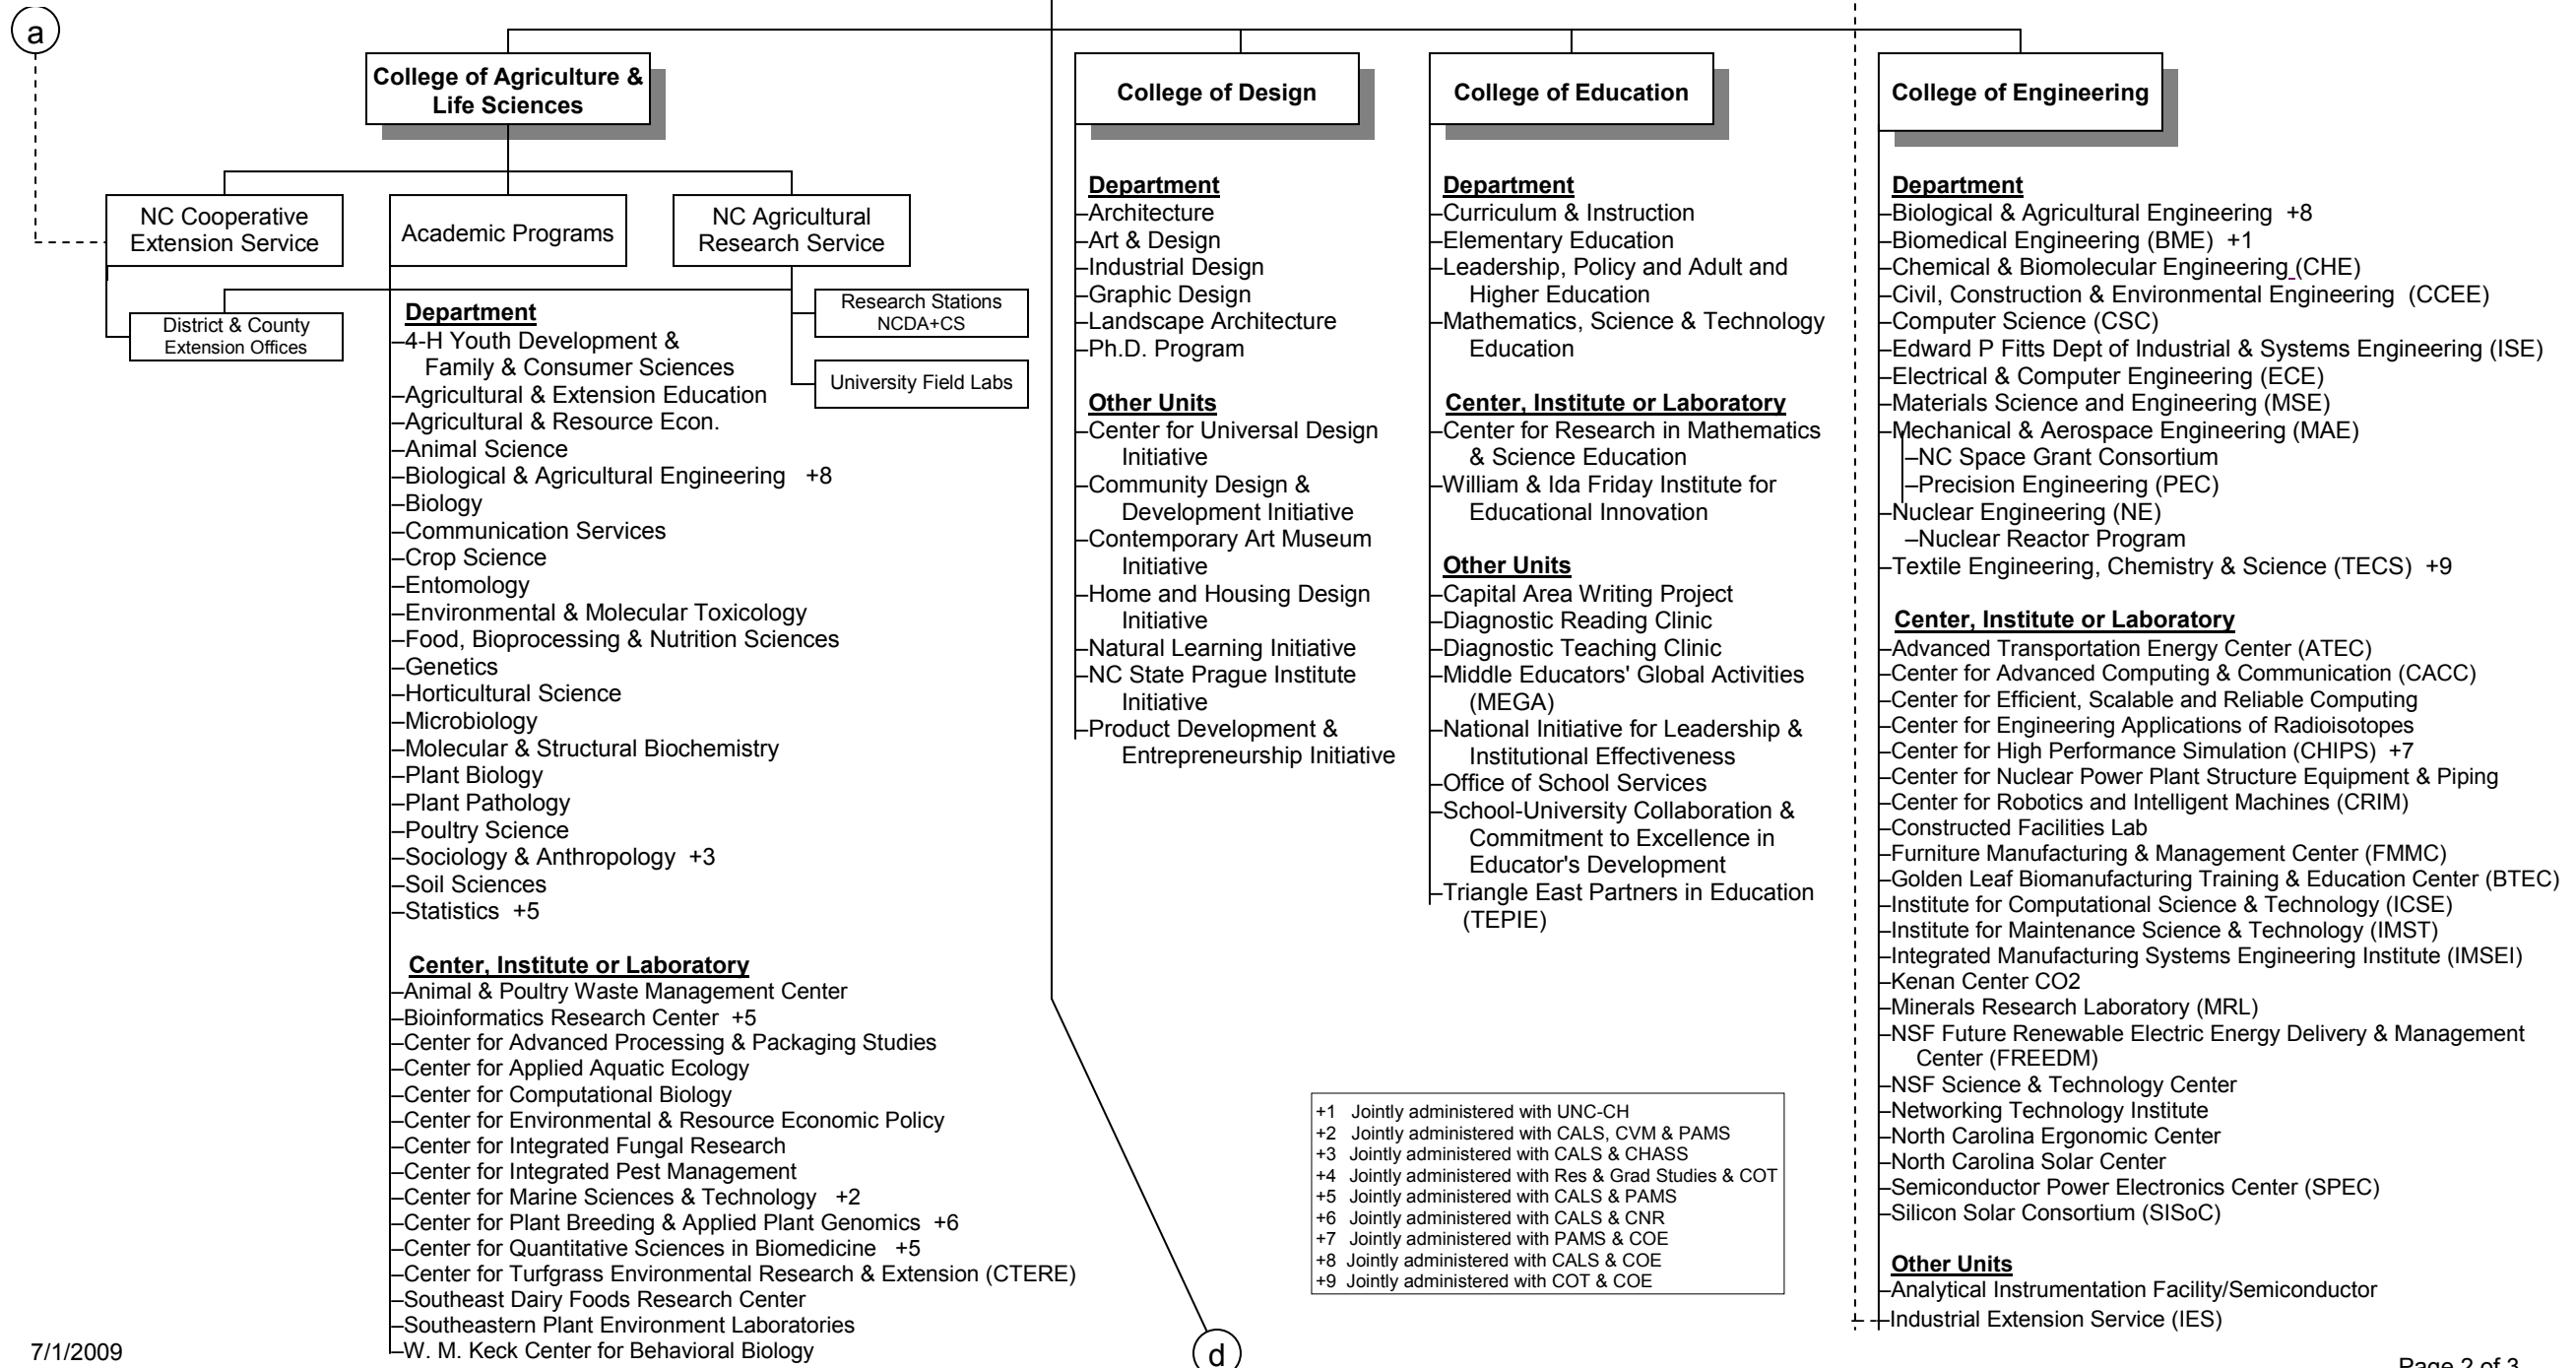 a
College of Agriculture &
Life Sciences
NC Cooperative
Extension Service
Academic Programs
NC Agricultural
Research Service
District & County
Extension Offices
Research Stations
NCDA+CS
University Field Labs
Department
4-H Youth Development &
Family & Consumer Sciences
Agricultural & Extension Education
Agricultural & Resource Econ.
Animal Science
Biological & Agricultural Engineering +8
Biology
Communication Services
Crop Science
Entomology
Environmental & Molecular Toxicology
Food, Bioprocessing & Nutrition Sciences
Genetics
Horticultural Science
Microbiology
Molecular & Structural Biochemistry
Plant Biology
Plant Pathology
Poultry Science
Sociology & Anthropology +3
Soil Sciences
Statistics +5
Center, Institute or Laboratory
Animal & Poultry Waste Management Center
Bioinformatics Research Center +5
Center for Advanced Processing & Packaging Studies
Center for Applied Aquatic Ecology
Center for Computational Biology
Center for Environmental & Resource Economic Policy
Center for Integrated Fungal Research
Center for Integrated Pest Management
Center for Marine Sciences & Technology +2
Center for Plant Breeding & Applied Plant Genomics +6
Center for Quantitative Sciences in Biomedicine +5
Center for Turfgrass Environmental Research & Extension (CTERE)
Southeast Dairy Foods Research Center
Southeastern Plant Environment Laboratories
W. M. Keck Center for Behavioral Biology
College of Design
Department
Architecture
Art & Design
Industrial Design
Graphic Design
Landscape Architecture
Ph.D. Program
Other Units
Center for Universal Design
Initiative
Community Design &
Development Initiative
Contemporary Art Museum
Initiative
Home and Housing Design
Initiative
Natural Learning Initiative
NC State Prague Institute
Initiative
Product Development &
Entrepreneurship Initiative
College of Education
Department
Curriculum & Instruction
Elementary Education
Leadership, Policy and Adult and
Higher Education
Mathematics, Science & Technology
Education
Center, Institute or Laboratory
Center for Research in Mathematics
& Science Education
William & Ida Friday Institute for
Educational Innovation
Other Units
Capital Area Writing Project
Diagnostic Reading Clinic
Diagnostic Teaching Clinic
Middle Educators' Global Activities
(MEGA)
National Initiative for Leadership &
Institutional Effectiveness
Office of School Services
School-University Collaboration &
Commitment to Excellence in
Educator's Development
Triangle East Partners in Education
(TEPIE)
College of Engineering
Department
Biological & Agricultural Engineering +8
Biomedical Engineering (BME) +1
Chemical & Biomolecular Engineering (CHE)
Civil, Construction & Environmental Engineering (CCEE)
Computer Science (CSC)
Edward P Fitts Dept of Industrial & Systems Engineering (ISE)
Electrical & Computer Engineering (ECE)
Materials Science and Engineering (MSE)
Mechanical & Aerospace Engineering (MAE)
NC Space Grant Consortium
Precision Engineering (PEC)
Nuclear Engineering (NE)
Nuclear Reactor Program
Textile Engineering, Chemistry & Science (TECS) +9
Center, Institute or Laboratory
Advanced Transportation Energy Center (ATEC)
Center for Advanced Computing & Communication (CACC)
Center for Efficient, Scalable and Reliable Computing
Center for Engineering Applications of Radioisotopes
Center for High Performance Simulation (CHIPS) +7
Center for Nuclear Power Plant Structure Equipment & Piping
Center for Robotics and Intelligent Machines (CRIM)
Constructed Facilities Lab
Furniture Manufacturing & Management Center (FMMC)
Golden Leaf Biomanufacturing Training & Education Center (BTEC)
Institute for Computational Science & Technology (ICSE)
Institute for Maintenance Science & Technology (IMST)
Integrated Manufacturing Systems Engineering Institute (IMSEI)
Kenan Center CO2
Minerals Research Laboratory (MRL)
NSF Future Renewable Electric Energy Delivery & Management
Center (FREEDM)
NSF Science & Technology Center
Networking Technology Institute
North Carolina Ergonomic Center
North Carolina Solar Center
Semiconductor Power Electronics Center (SPEC)
Silicon Solar Consortium (SISoC)
Other Units
Analytical Instrumentation Facility/Semiconductor
Industrial Extension Service (IES)
+1 Jointly administered with UNC-CH
+2 Jointly administered with CALS, CVM & PAMS
+3 Jointly administered with CALS & CHASS
+4 Jointly administered with Res & Grad Studies & COT
+5 Jointly administered with CALS & PAMS
+6 Jointly administered with CALS & CNR
+7 Jointly administered with PAMS & COE
+8 Jointly administered with CALS & COE
+9 Jointly administered with COT & COE
7/1/2009
d
Page 2 of 3